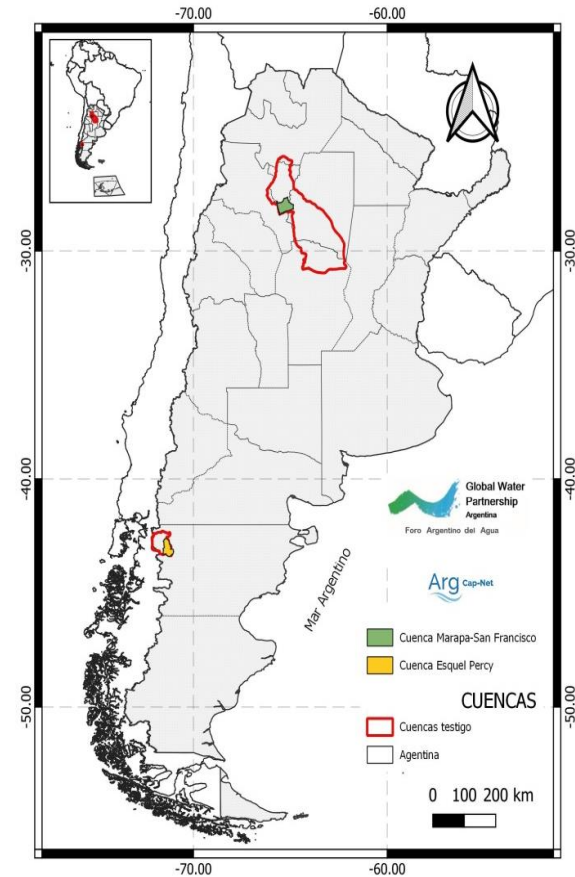 -70.00
-60.00
-30.00
-30.00
-40.00
-40.00
Global Water
Partnership
Argentina
Foro Argentino del Agua
Arg Cap-Net
Mar Argentino
Cuenca Marapa-San Francisco
Cuenca Esquel Percy
CUENCAS
-50.00
-50.00
Cuencas testigo
Agentina
0 100 200 km
-70.00
-60.00